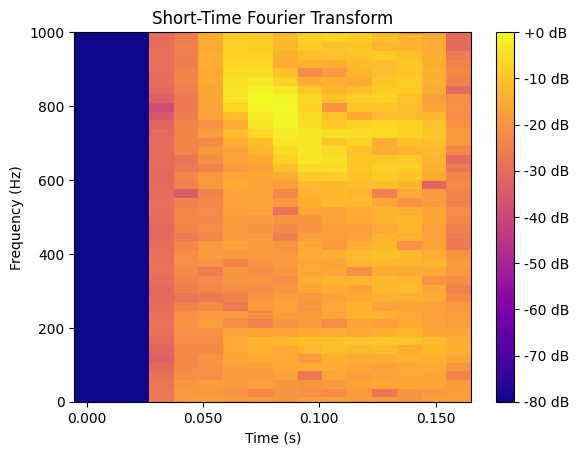 Short-Time Fourier Transform
Frequency (Hz)
1000
800
600
400
200
0
0.000
0.050
0.100
0.150
Time (s)
+0 dB
-10 dB
-20 dB
-30 dB
-40 dB
-50 dB
-60 dB
-70 dB
-80 dB